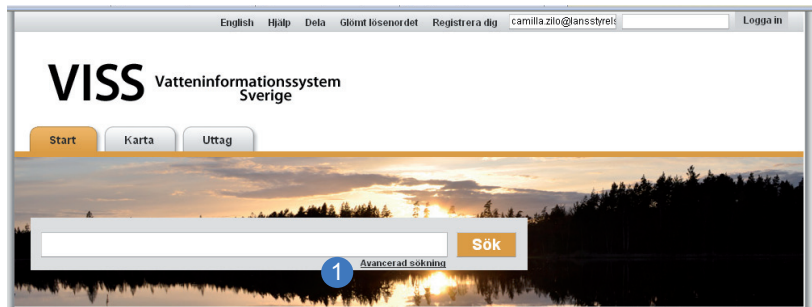 English Hjälp Dela Glömt lösenordet Registrera dig camilla.zilo@lansstyrels Logga in
VISS Vatteninformationssystem
Sverige
Start Karta Uttag
Sök
1 Avancerad sökning